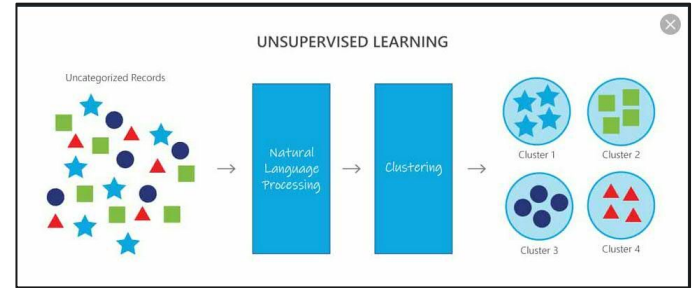 UNSUPERVISED LEARNING
Uncategorized Records
Natural
Language
Processing
Clustering
Cluster 1
Cluster 2
Cluster 3
Cluster 4